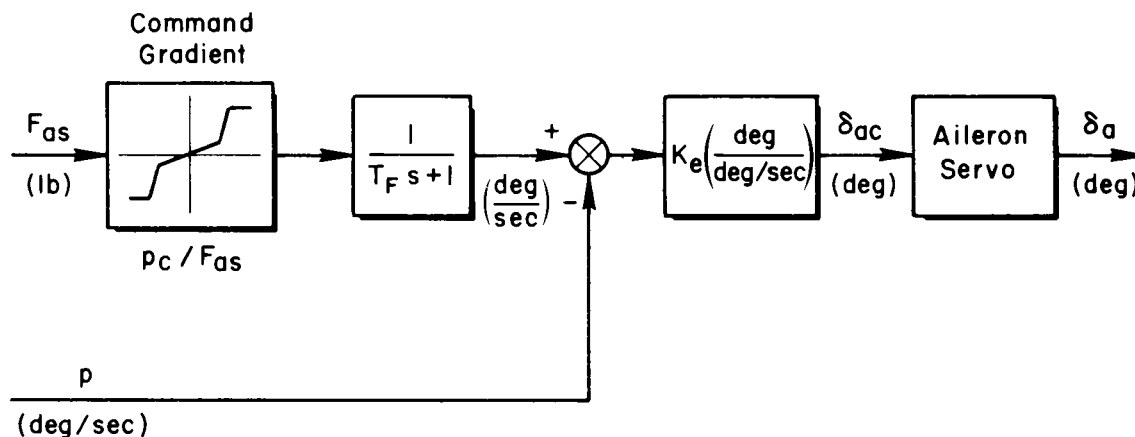 Command
Gradient
F_as
(lb)
p_c / F_as
1
T_F s + 1
+
(deg/sec)
−
K_e (deg / deg/sec)
δ_ac
(deg)
Aileron
Servo
δ_a
(deg)
p
(deg/sec)